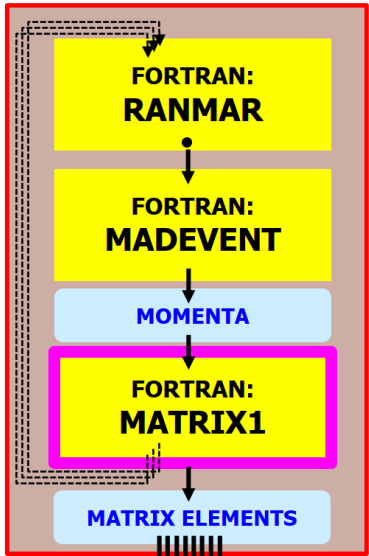 FORTRAN:
RANMAR
FORTRAN:
MADEVENT
MOMENTA
FORTRAN:
MATRIX1
MATRIX ELEMENTS